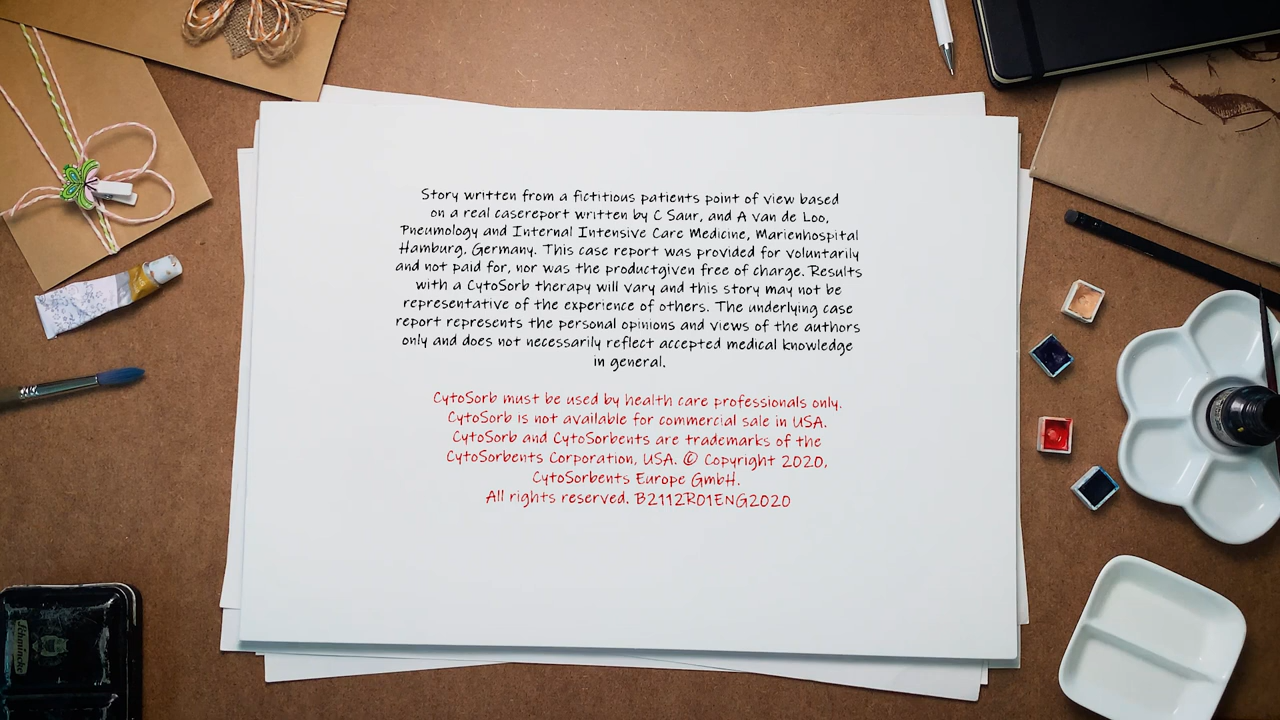 Story written from a fictitious patients point of view based
on a real casereport written by C Saur, and A van de Loo,
Pneumology and Internal Intensive Care Medicine, Marienhospital
Hamburg, Germany. This case report was provided for voluntarily
and not paid for, nor was the productgiven free of charge. Results
with a CytoSorb therapy will vary and this story may not be
representative of the experience of others. The underlying case
report represents the personal opinions and views of the authors
only and does not necessarily reflect accepted medical knowledge
in general.
CytoSorb must be used by health care professionals only.
CytoSorb is not available for commercial sale in USA.
CytoSorb and CytoSorbents are trademarks of the
CytoSorbents Corporation, USA. © Copyright 2020,
CytoSorbents Europe GmbH.
All rights reserved. B2112R01ENG2020
Schmincke